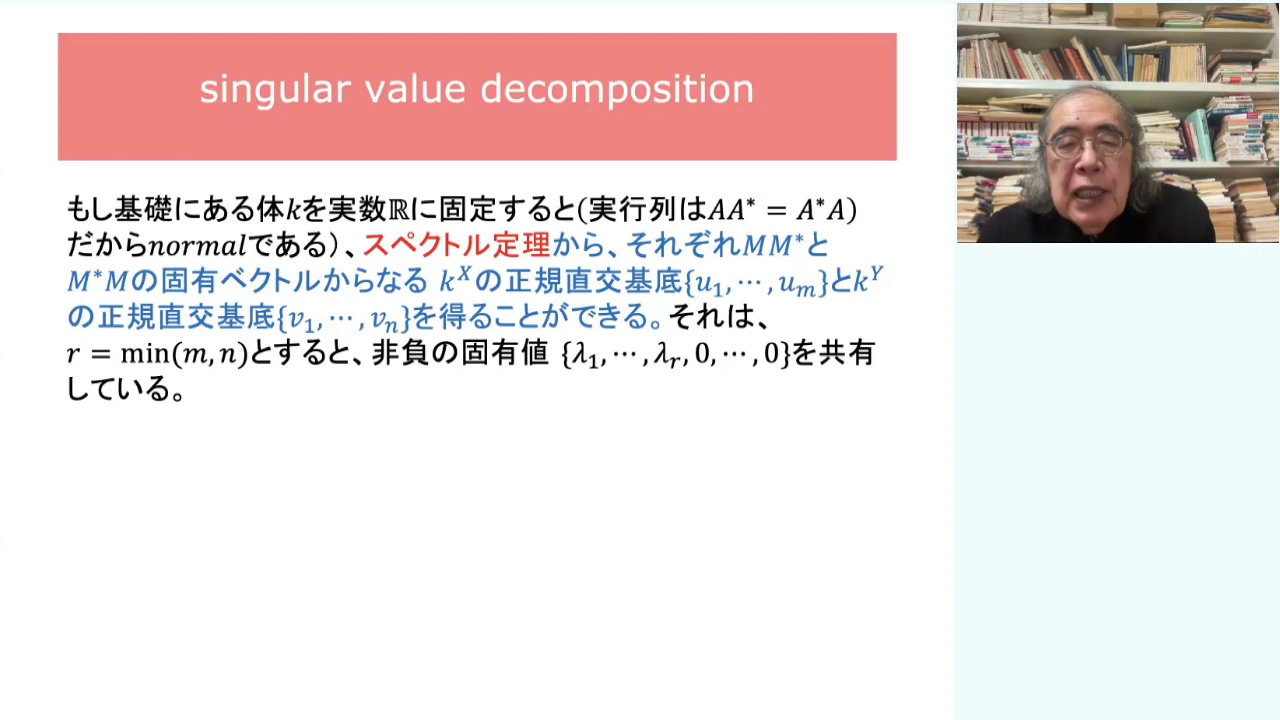 singular value decomposition
もし基礎にある体𝑘を実数ℝに固定すると(実行列は𝐴𝐴* = 𝐴*𝐴)
だから𝑛𝑜𝑟𝑚𝑎𝑙である)、スペクトル定理から、それぞれ𝑀𝑀*と
𝑀*𝑀の固有ベクトルからなる 𝑘^𝑋の正規直交基底{𝑢₁, ⋯ , 𝑢ₘ}と𝑘^𝑌
の正規直交基底{𝑣₁, ⋯ , 𝑣ₙ}を得ることができる。それは、
𝑟 = min(𝑚, 𝑛)とすると、非負の固有値 {𝜆₁, ⋯ , 𝜆ᵣ, 0, ⋯ , 0}を共有
している。